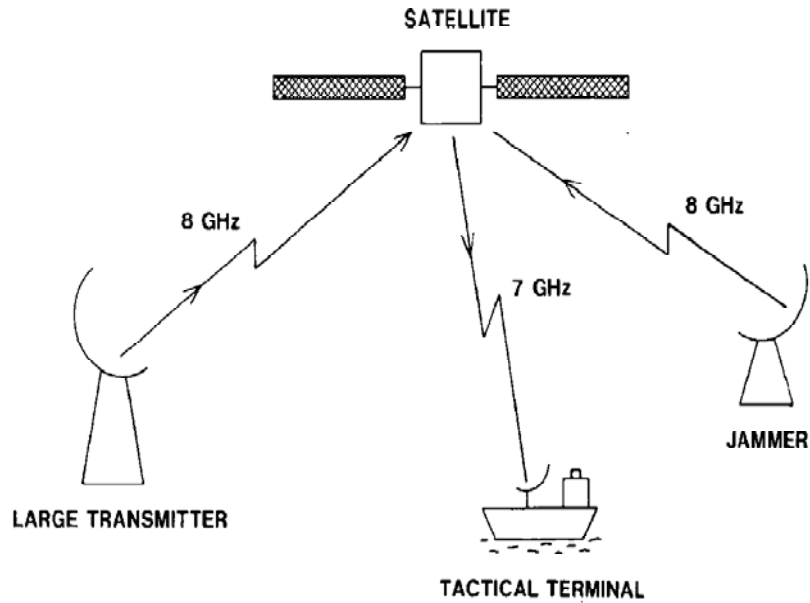 SATELLITE
8 GHz
8 GHz
7 GHz
JAMMER
LARGE TRANSMITTER
TACTICAL TERMINAL